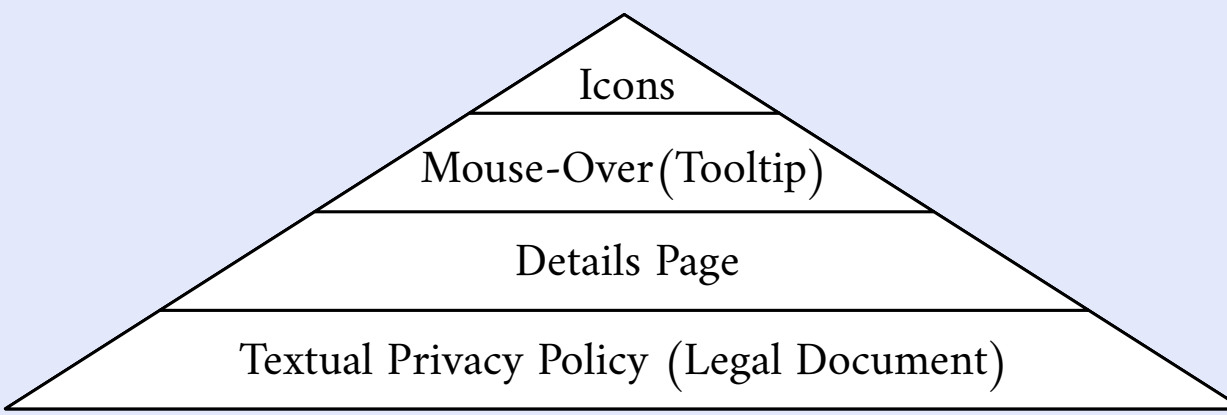 Icons
Mouse-Over(Tooltip)
Details Page
Textual Privacy Policy (Legal Document)